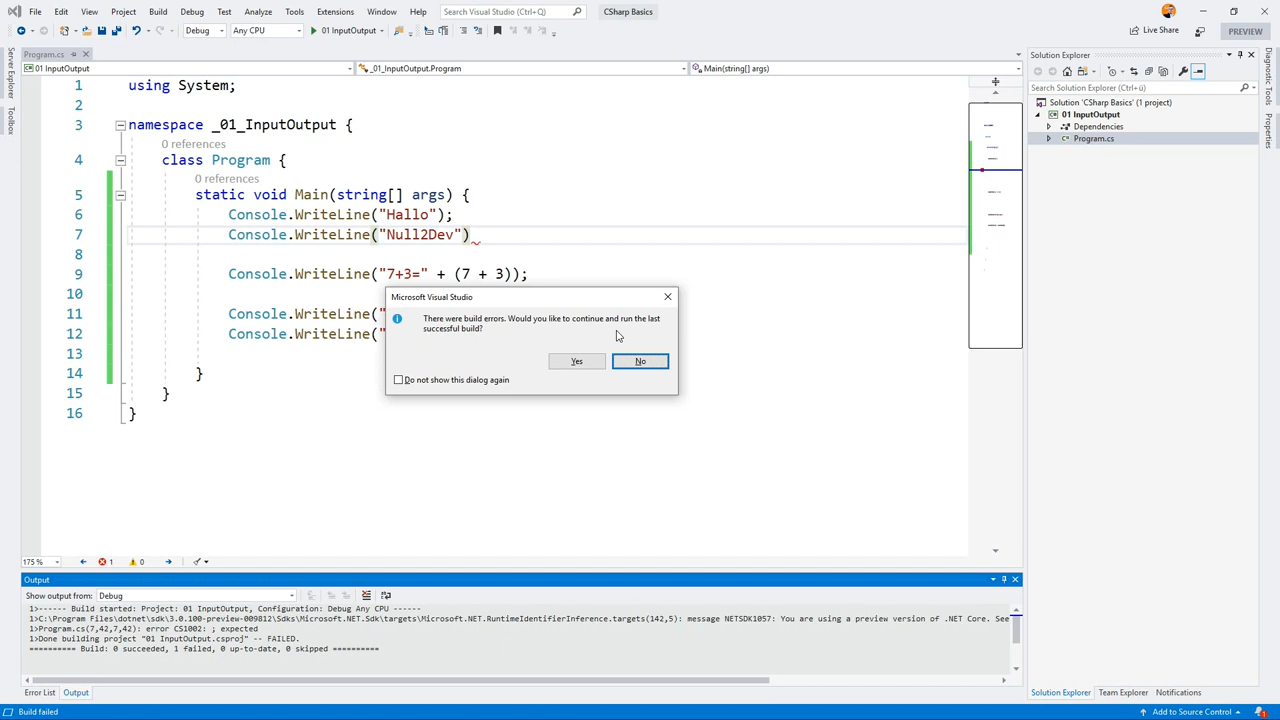 File Edit View Project Build Debug Test Analyze Tools Extensions Window Help Search Visual Studio CSharp Basics
Debug Any CPU 01 InputOutput Live Share PREVIEW
Server Explorer
Toolbox
Program.cs
01 InputOutput _01_InputOutput.Program Main(string[] args)
1 using System;
2
3 namespace _01_InputOutput {
0 references
4 class Program {
0 references
5 static void Main(string[] args) {
6 Console.WriteLine("Hallo");
7 Console.WriteLine("Null2Dev")
8
9 Console.WriteLine("7+3=" + (7 + 3));
10
11 Console.WriteLine("
12 Console.WriteLine("
13
14 }
15 }
16 }
Microsoft Visual Studio
There were build errors. Would you like to continue and run the last
successful build?
Yes No
Do not show this dialog again
175 % 1 0
Output
Show output from: Debug
1>------ Build started: Project: 01 InputOutput, Configuration: Debug Any CPU ------
1>C:\Program Files\dotnet\sdk\3.0.100-preview-009812\Sdks\Microsoft.NET.Sdk\targets\Microsoft.NET.RuntimeIdentifierInference.targets(142,5): message NETSDK1057: You are using a preview version of .NET Core. See
1>Program.cs(7,42,7,42): error CS1002: ; expected
1>Done building project "01 InputOutput.csproj" -- FAILED.
========== Build: 0 succeeded, 1 failed, 0 up-to-date, 0 skipped ==========
Error List Output
Build failed
Solution Explorer
Search Solution Explorer (Ctrl+ü)
Solution 'CSharp Basics' (1 project)
01 InputOutput
Dependencies
Program.cs
Solution Explorer Team Explorer Notifications
Add to Source Control 1
Diagnostic Tools
Properties